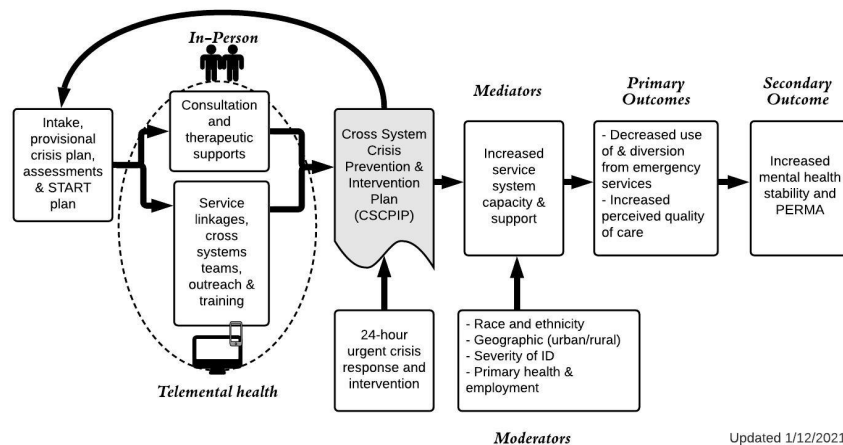 In-Person
Mediators
Primary
Outcomes
Secondary
Outcome
Intake,
provisional
crisis plan,
assessments
& START
plan
Consultation
and
therapeutic
supports
Service
linkages,
cross
systems
teams,
outreach &
training
Telemental health
Cross System
Crisis
Prevention &
Intervention
Plan
(CSCPIP)
24-hour
urgent crisis
response and
intervention
Increased
service
system
capacity &
support
- Race and ethnicity
- Geographic (urban/rural)
- Severity of ID
- Primary health &
employment
Moderators
- Decreased use
of & diversion
from emergency
services
- Increased
perceived quality
of care
Increased
mental health
stability and
PERMA
Updated 1/12/2021